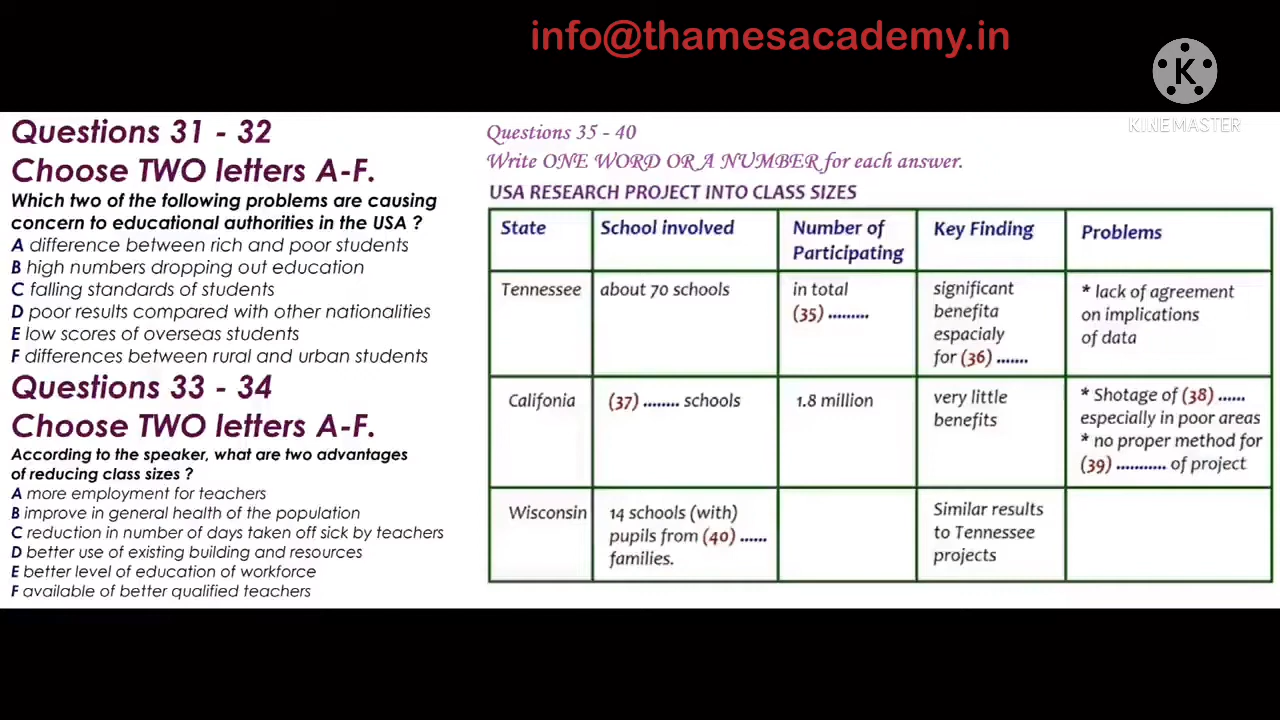 info@thamesacademy.in
K
KINEMASTER
Questions 31 - 32
Choose TWO letters A-F.
Which two of the following problems are causing
concern to educational authorities in the USA ?
A difference between rich and poor students
B high numbers dropping out education
C falling standards of students
D poor results compared with other nationalities
E low scores of overseas students
F differences between rural and urban students
Questions 33 - 34
Choose TWO letters A-F.
According to the speaker, what are two advantages
of reducing class sizes ?
A more employment for teachers
B improve in general health of the population
C reduction in number of days taken off sick by teachers
D better use of existing building and resources
E better level of education of workforce
F available of better qualified teachers
Questions 35 - 40
Write ONE WORD OR A NUMBER for each answer.
USA RESEARCH PROJECT INTO CLASS SIZES
State
School involved
Number of
Participating
Key Finding
Problems
Tennessee
about 70 schools
in total
(35) .........
significant
benefita
espacialy
for (36) .......
* lack of agreement
on implications
of data
Califonia
(37) ........ schools
1.8 million
very little
benefits
* Shotage of (38) ......
especially in poor areas
* no proper method for
(39) ........... of project
Wisconsin
14 schools (with)
pupils from (40) ......
families.
Similar results
to Tennessee
projects